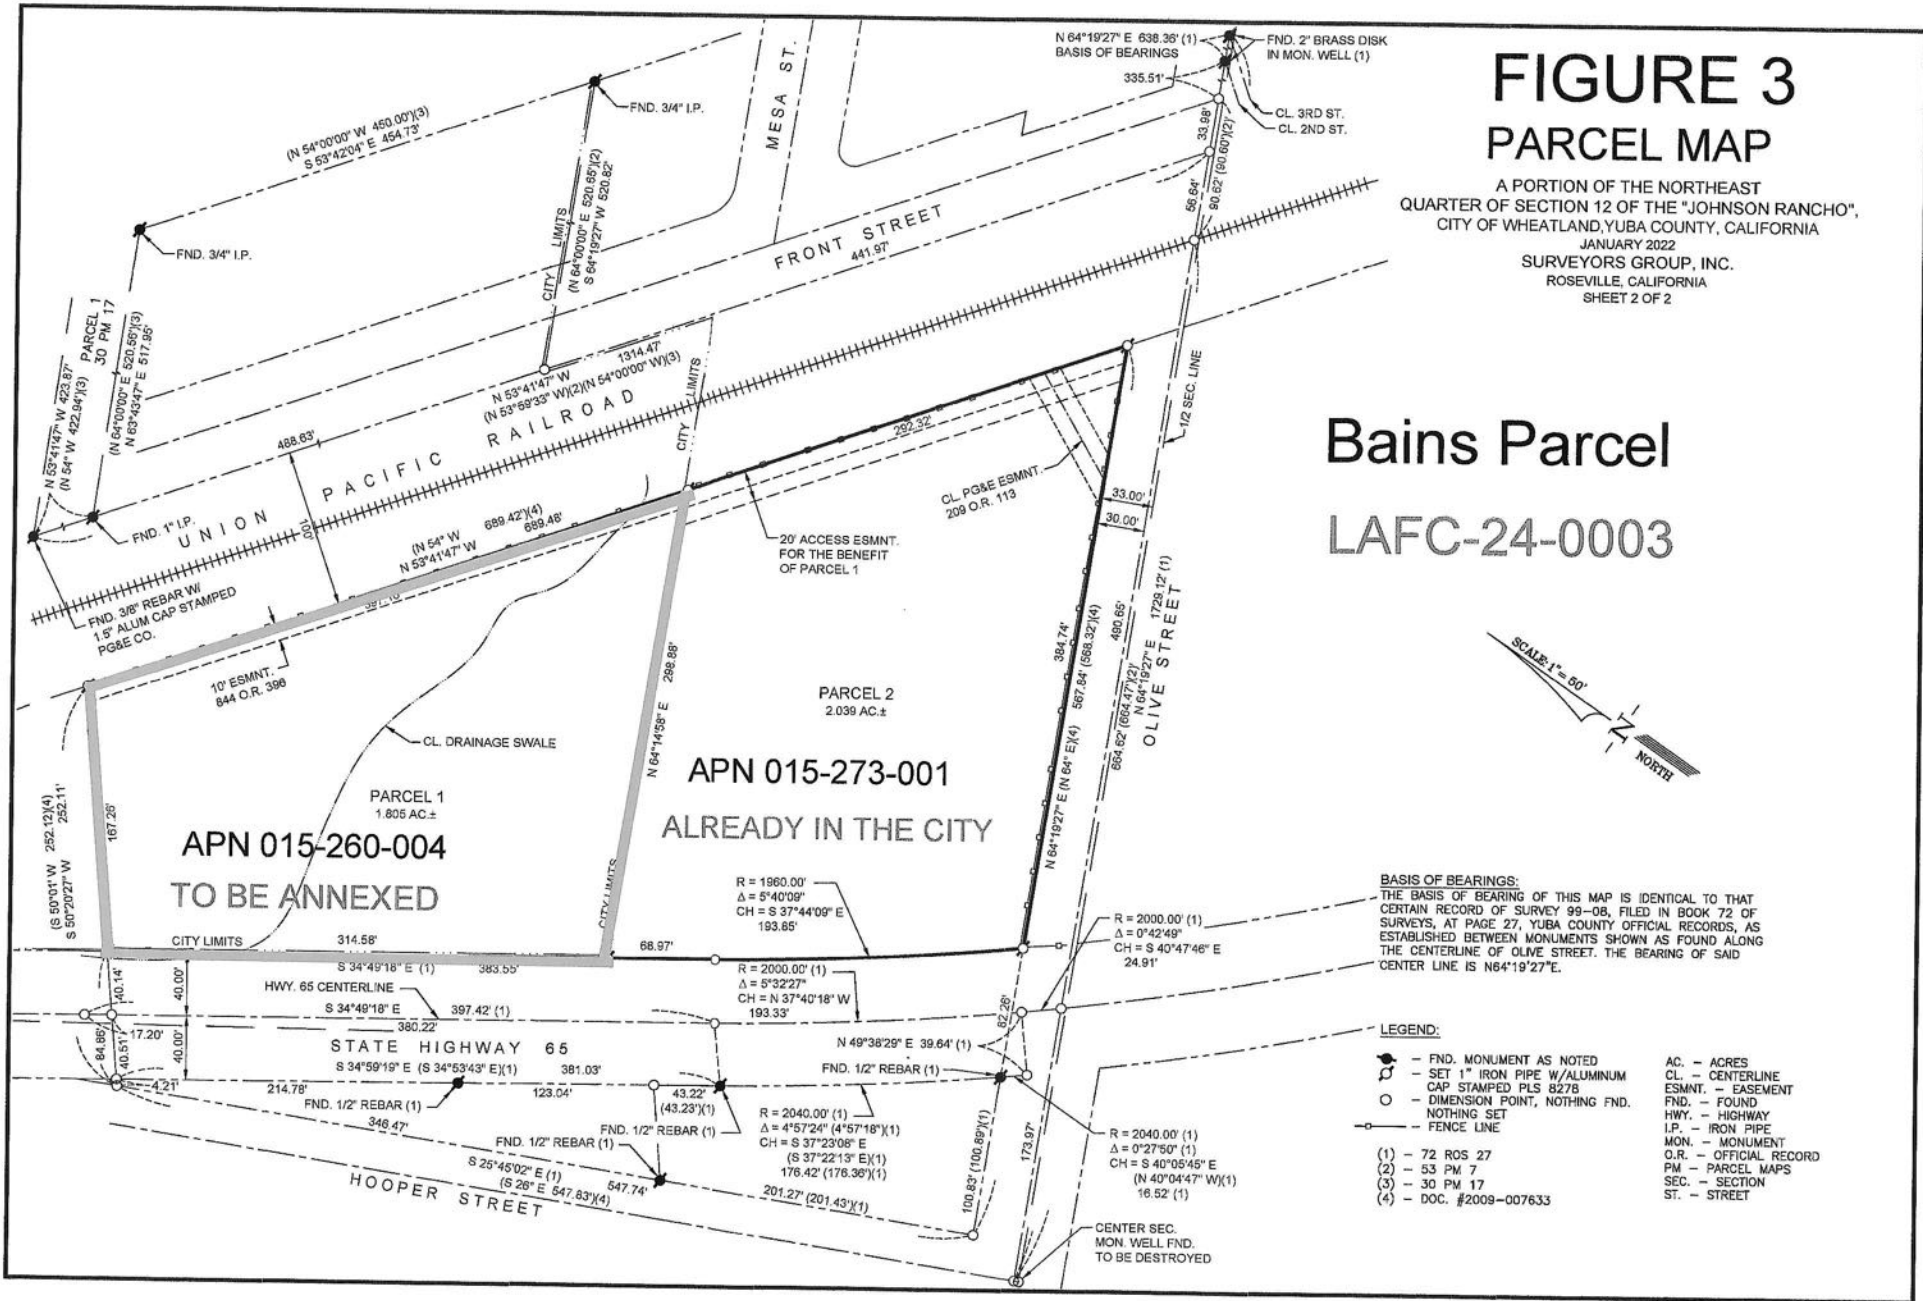 FIGURE 3
PARCEL MAP
A PORTION OF THE NORTHEAST
QUARTER OF SECTION 12 OF THE "JOHNSON RANCHO",
CITY OF WHEATLAND,YUBA COUNTY, CALIFORNIA
JANUARY 2022
SURVEYORS GROUP, INC.
ROSEVILLE, CALIFORNIA
SHEET 2 OF 2
Bains Parcel
LAFC-24-0003
SCALE: 1" = 50'
N
NORTH
N 64°19'27" E 638.36' (1)
BASIS OF BEARINGS
335.51'
FND. 2" BRASS DISK
IN MON. WELL (1)
CL. 3RD ST.
CL. 2ND ST.
33.98'
56.64'
90.62' (90.60')(2)
MESA ST.
FND. 3/4" I.P.
(N 54°00'00" W 450.00')(3)
S 53°42'04" E 454.73'
FND. 3/4" I.P.
CITY LIMITS
(N 64°00'00" E 520.65')(2)
S 64°19'27" W 520.82'
FRONT STREET
441.97'
PARCEL 1
30 PM 17
N 53°41'47" W 423.87'
(N 54° W 422.94')(3)
(N 64°00'00" E 520.56')(3)
N 63°43'47" E 517.95'
1314.47'
N 53°41'47" W
(N 53°59'33" W)(2)(N 54°00'00" W)(3)
CITY LIMITS
488.63'
UNION PACIFIC RAILROAD
100'
FND. 1" I.P.
FND. 3/8" REBAR W/
1.5" ALUM CAP STAMPED
PG&E CO.
(N 54° W 689.42')(4)
N 53°41'47" W 689.48'
292.32'
CL. PG&E ESMNT.
209 O.R. 113
33.00'
30.00'
1/2 SEC. LINE
20' ACCESS ESMNT.
FOR THE BENEFIT
OF PARCEL 1
10' ESMNT.
844 O.R. 396
CL. DRAINAGE SWALE
N 64°14'58" E 298.88'
PARCEL 2
2.039 AC.±
APN 015-273-001
ALREADY IN THE CITY
PARCEL 1
1.805 AC.±
APN 015-260-004
TO BE ANNEXED
(S 50°01' W 252.12')(4)
S 50°20'27" W 252.11'
167.26'
384.74'
N 64°19'27" E (N 64° E)(4) 567.84' (568.32')(4)
490.65'
664.62' (664.47')(2)
N 64°19'27" E 1729.12' (1)
OLIVE STREET
CITY LIMITS
CITY LIMITS
314.58'
68.97'
S 34°49'18" E (1) 383.55'
R = 1960.00'
Δ = 5°40'09"
CH = S 37°44'09" E
193.85'
R = 2000.00' (1)
Δ = 5°32'27"
CH = N 37°40'18" W
193.33'
R = 2000.00' (1)
Δ = 0°42'49"
CH = S 40°47'46" E
24.91'
HWY. 65 CENTERLINE
S 34°49'18" E 397.42' (1)
380.22'
40.14'
40.00'
40.00'
17.20'
84.86'
40.51'
4.21'
STATE HIGHWAY 65
S 34°59'19" E (S 34°53'43" E)(1) 381.03'
214.78'
FND. 1/2" REBAR (1)
123.04'
43.22'
(43.23')(1)
FND. 1/2" REBAR (1)
FND. 1/2" REBAR (1)
N 49°38'29" E 39.64' (1)
FND. 1/2" REBAR (1)
82.26'
R = 2040.00' (1)
Δ = 4°57'24" (4°57'18")(1)
CH = S 37°23'08" E
(S 37°22'13" E)(1)
176.42' (176.36')(1)
R = 2040.00' (1)
Δ = 0°27'50" (1)
CH = S 40°05'45" E
(N 40°04'47" W)(1)
16.52' (1)
346.47'
S 25°45'02" E (1) 547.74'
(S 26° E 547.83')(4)
HOOPER STREET
201.27' (201.43')(1)
100.83' (100.89')(1)
173.97'
CENTER SEC.
MON. WELL FND.
TO BE DESTROYED
BASIS OF BEARINGS:
THE BASIS OF BEARING OF THIS MAP IS IDENTICAL TO THAT
CERTAIN RECORD OF SURVEY 99-08, FILED IN BOOK 72 OF
SURVEYS, AT PAGE 27, YUBA COUNTY OFFICIAL RECORDS, AS
ESTABLISHED BETWEEN MONUMENTS SHOWN AS FOUND ALONG
THE CENTERLINE OF OLIVE STREET. THE BEARING OF SAID
CENTER LINE IS N64°19'27"E.
LEGEND:
- FND. MONUMENT AS NOTED
- SET 1" IRON PIPE W/ALUMINUM
CAP STAMPED PLS 8278
- DIMENSION POINT, NOTHING FND.
NOTHING SET
- FENCE LINE
(1) - 72 ROS 27
(2) - 53 PM 7
(3) - 30 PM 17
(4) - DOC. #2009-007633
AC. - ACRES
CL. - CENTERLINE
ESMNT. - EASEMENT
FND. - FOUND
HWY. - HIGHWAY
I.P. - IRON PIPE
MON. - MONUMENT
O.R. - OFFICIAL RECORD
PM - PARCEL MAPS
SEC. - SECTION
ST. - STREET